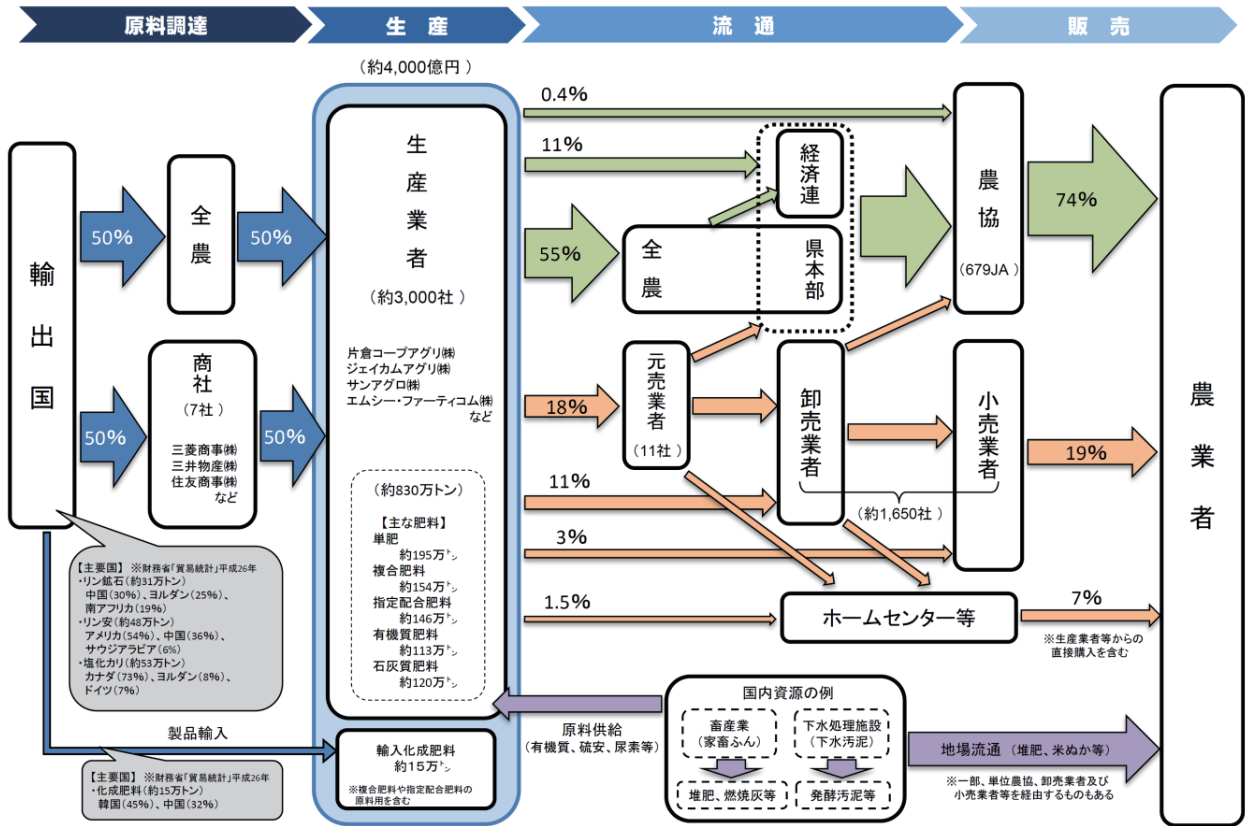 原料調達
生 産
流 通
販 売
(約4,000億円)
輸出国
50%
全農
50%
50%
商社
(7社)
三菱商事㈱
三井物産㈱
住友商事㈱
など
50%
生産業者
(約3,000社)
片倉コープアグリ㈱
ジェイカムアグリ㈱
サンアグロ㈱
エムシー・ファーティコム㈱
など
(約830万トン)
【主な肥料】
単肥
約195万㌧
複合肥料
約154万㌧
指定配合肥料
約146万㌧
有機質肥料
約113万㌧
石灰質肥料
約120万㌧
輸入化成肥料
約15万㌧
※複合肥料や指定配合肥料の
原料用を含む
0.4%
11%
55%
18%
11%
3%
1.5%
経済連
全農
県本部
元売業者
(11社)
卸売業者
農協
(679JA)
小売業者
(約1,650社)
ホームセンター等
74%
19%
7%
※生産業者等からの
直接購入を含む
農業者
【主要国】 ※財務省「貿易統計」平成26年
・リン鉱石(約31万トン)
中国(30%)、ヨルダン(25%)、
南アフリカ(19%)
・リン安(約48万トン)
アメリカ(54%)、中国(36%)、
サウジアラビア(6%)
・塩化カリ(約53万トン)
カナダ(73%)、ヨルダン(8%)、
ドイツ(7%)
製品輸入
【主要国】 ※財務省「貿易統計」平成26年
・化成肥料(約15万トン)
韓国(45%)、中国(32%)
原料供給
(有機質、硫安、尿素等)
国内資源の例
畜産業
(家畜ふん)
下水処理施設
(下水汚泥)
堆肥、燃焼灰等
発酵汚泥等
地場流通 (堆肥、米ぬか等)
※一部、単位農協、卸売業者及び
小売業者等を経由するものもある